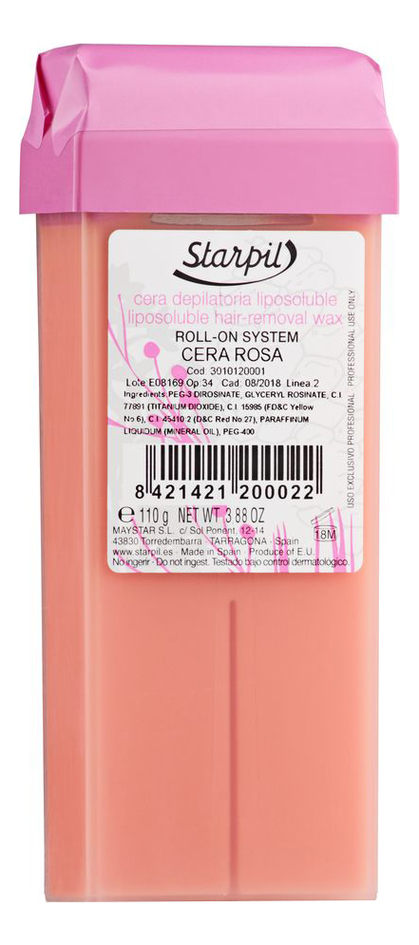 Starpil
cera depilatoria liposoluble
liposoluble hair-removal wax
ROLL-ON SYSTEM
CERA ROSA
Cod 3010120001
Lote E08169 Op 34 Cad: 08/2018 Linea.2
Ingredients: PEG-3 DIROSINATE, GLYCERYL ROSINATE, C.I.
77891 (TITANIUM DIOXIDE), C.I. 15985 (FD&C Yellow
No 6), C.I 45410 2 (D&C Red No 27), PARAFFINUM
LIQUIDUM (MINERAL OIL), PEG-400
8 421421 200022
℮ 110 g NET WT 3.88 OZ
MAYSTAR S.L. c/ Sol Ponent, 12-14
43830 Torredembarra - TARRAGONA - Spain
www.starpil.es - Made in Spain - Produce of E.U.
No ingerir - Do not ingest. Testado bajo control dermatológico.
18M
USO EXCLUSIVO PROFESIONAL - PROFESSIONAL USE ONLY